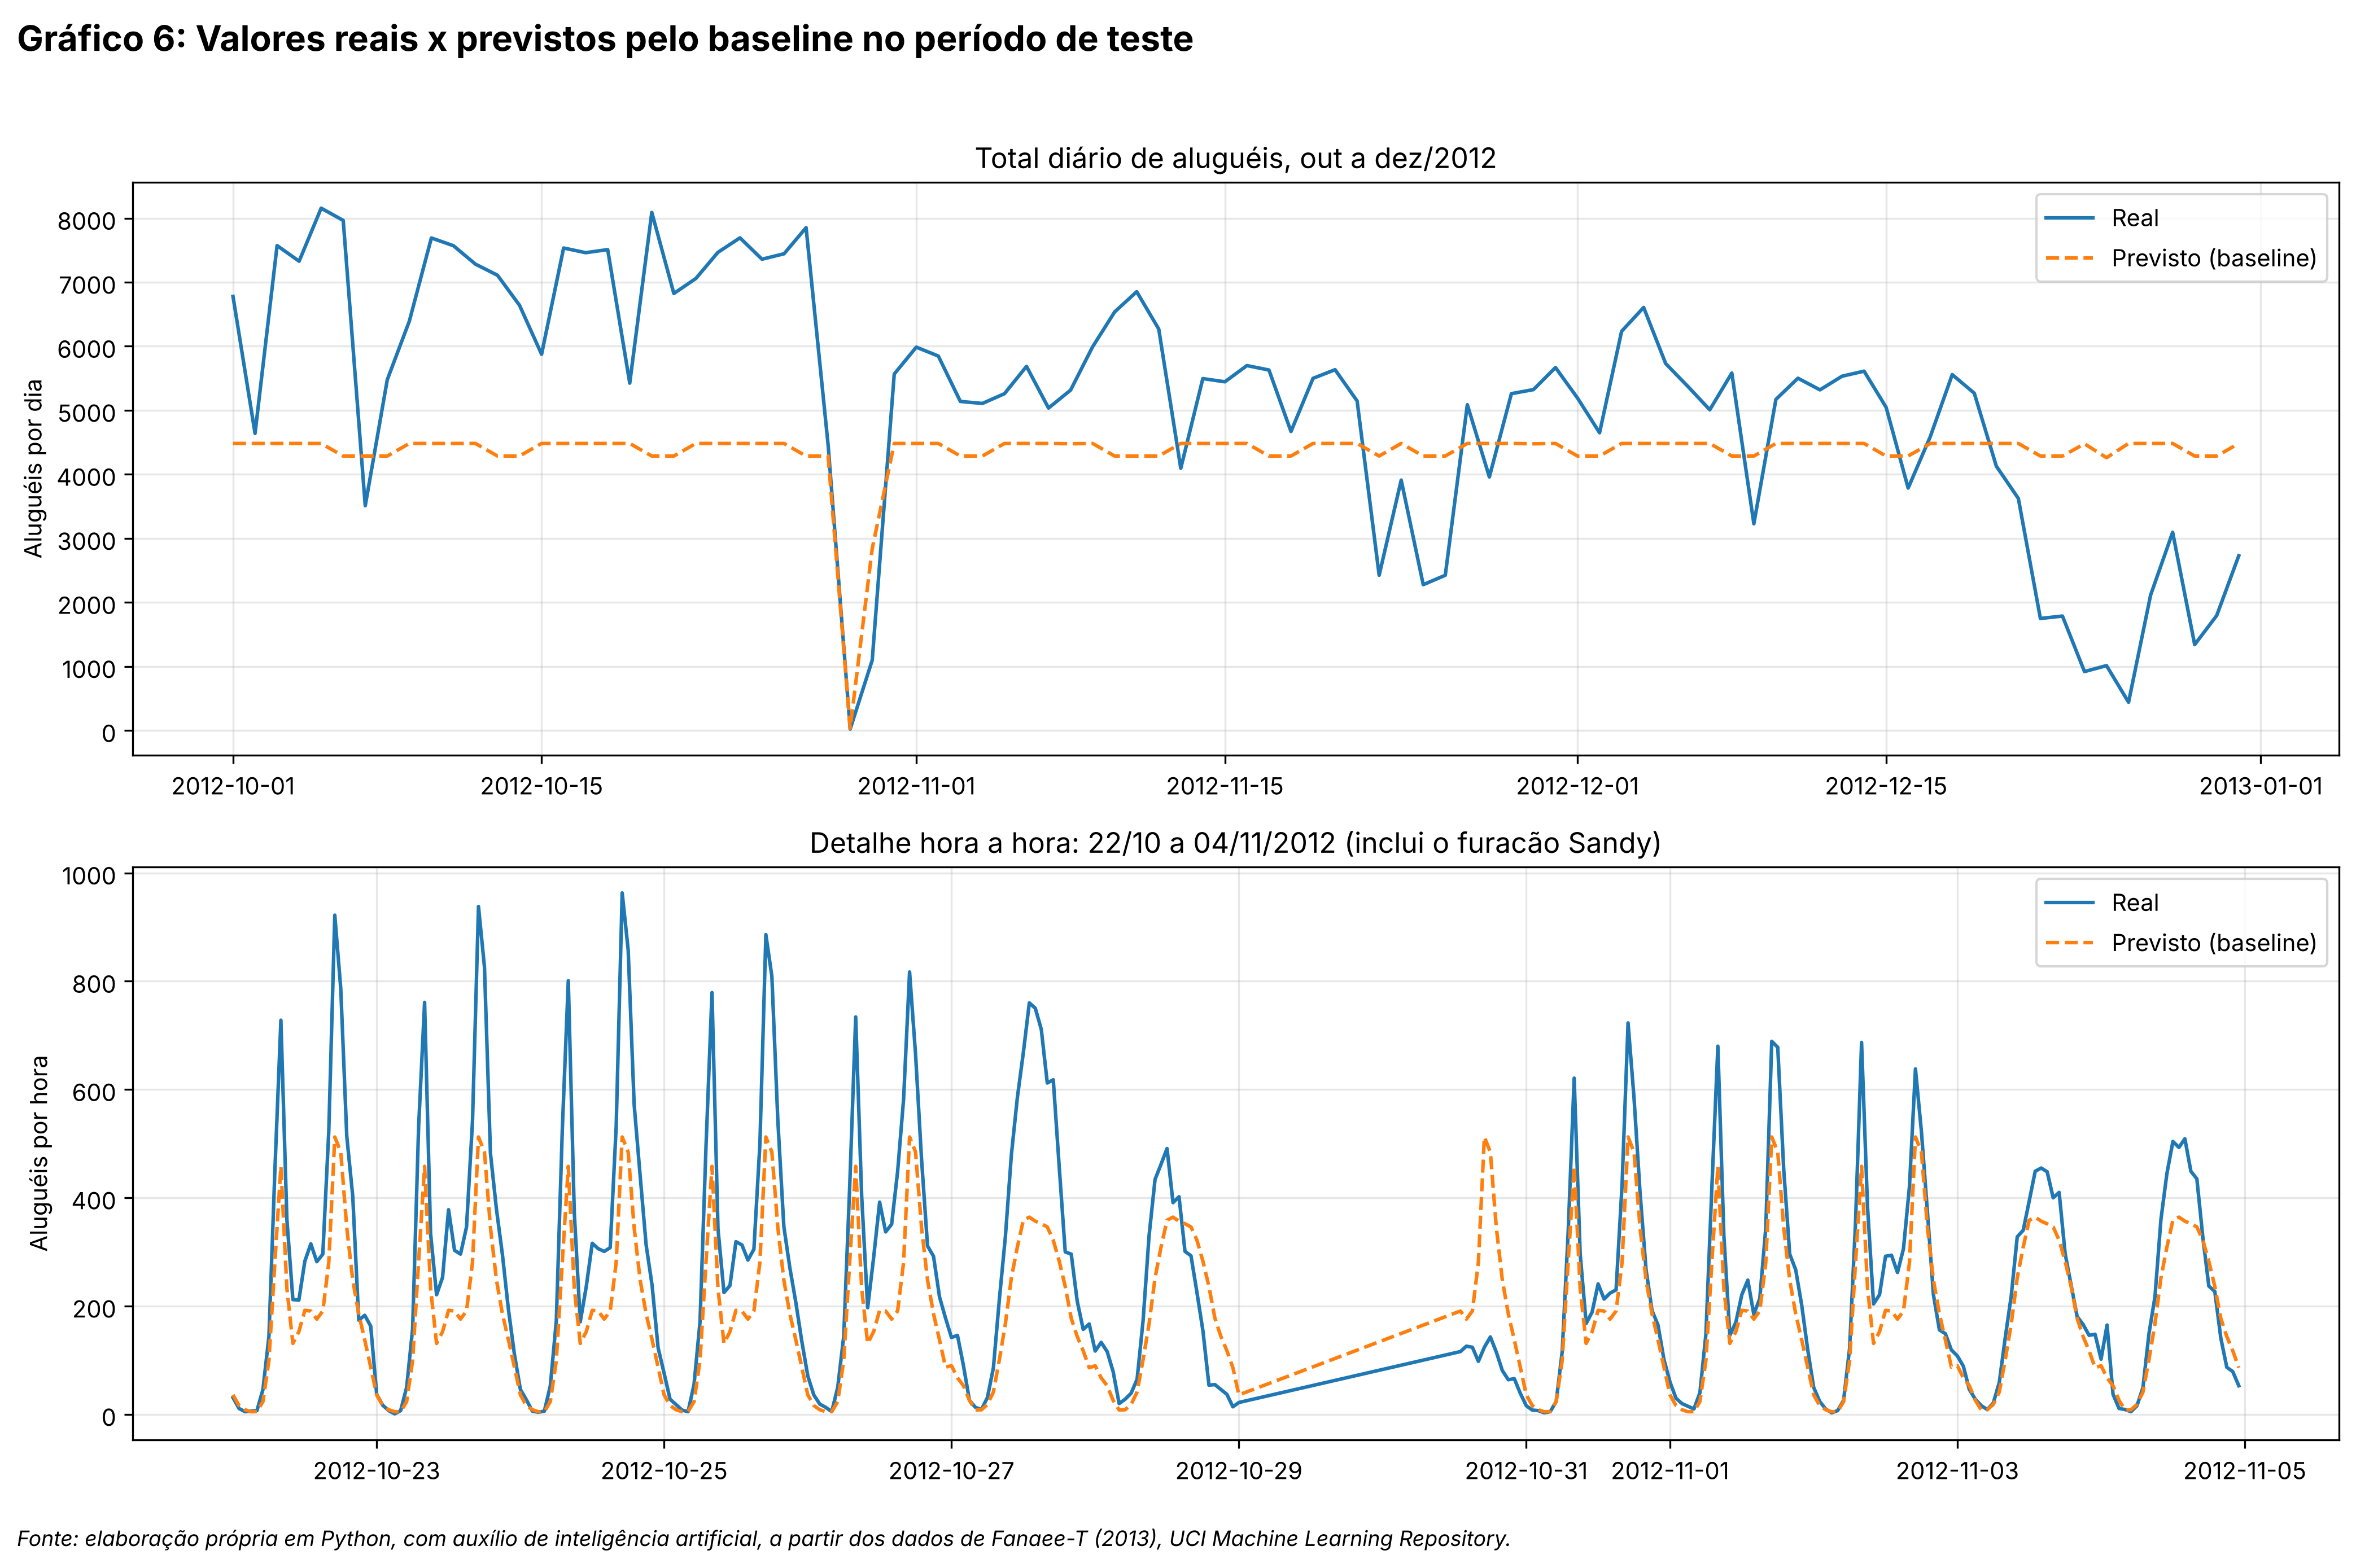 Gráfico 6: Valores reais x previstos pelo baseline no período de teste
Total diário de aluguéis, out a dez/2012
Real
Previsto (baseline)
Aluguéis por dia
8000
7000
6000
5000
4000
3000
2000
1000
0
2012-10-01 2012-10-15 2012-11-01 2012-11-15 2012-12-01 2012-12-15 2013-01-01
Detalhe hora a hora: 22/10 a 04/11/2012 (inclui o furacão Sandy)
Real
Previsto (baseline)
Aluguéis por hora
1000
800
600
400
200
0
2012-10-23 2012-10-25 2012-10-27 2012-10-29 2012-10-31 2012-11-01 2012-11-03 2012-11-05
Fonte: elaboração própria em Python, com auxílio de inteligência artificial, a partir dos dados de Fanaee-T (2013), UCI Machine Learning Repository.